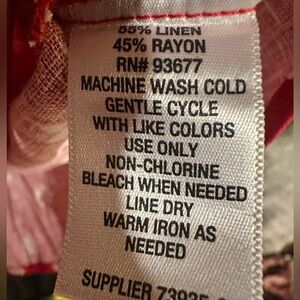 55% LINEN
45% RAYON
RN# 93677
MACHINE WASH COLD
GENTLE CYCLE
WITH LIKE COLORS
USE ONLY
NON-CHLORINE
BLEACH WHEN NEEDED
LINE DRY
WARM IRON AS
NEEDED
SUPPLIER